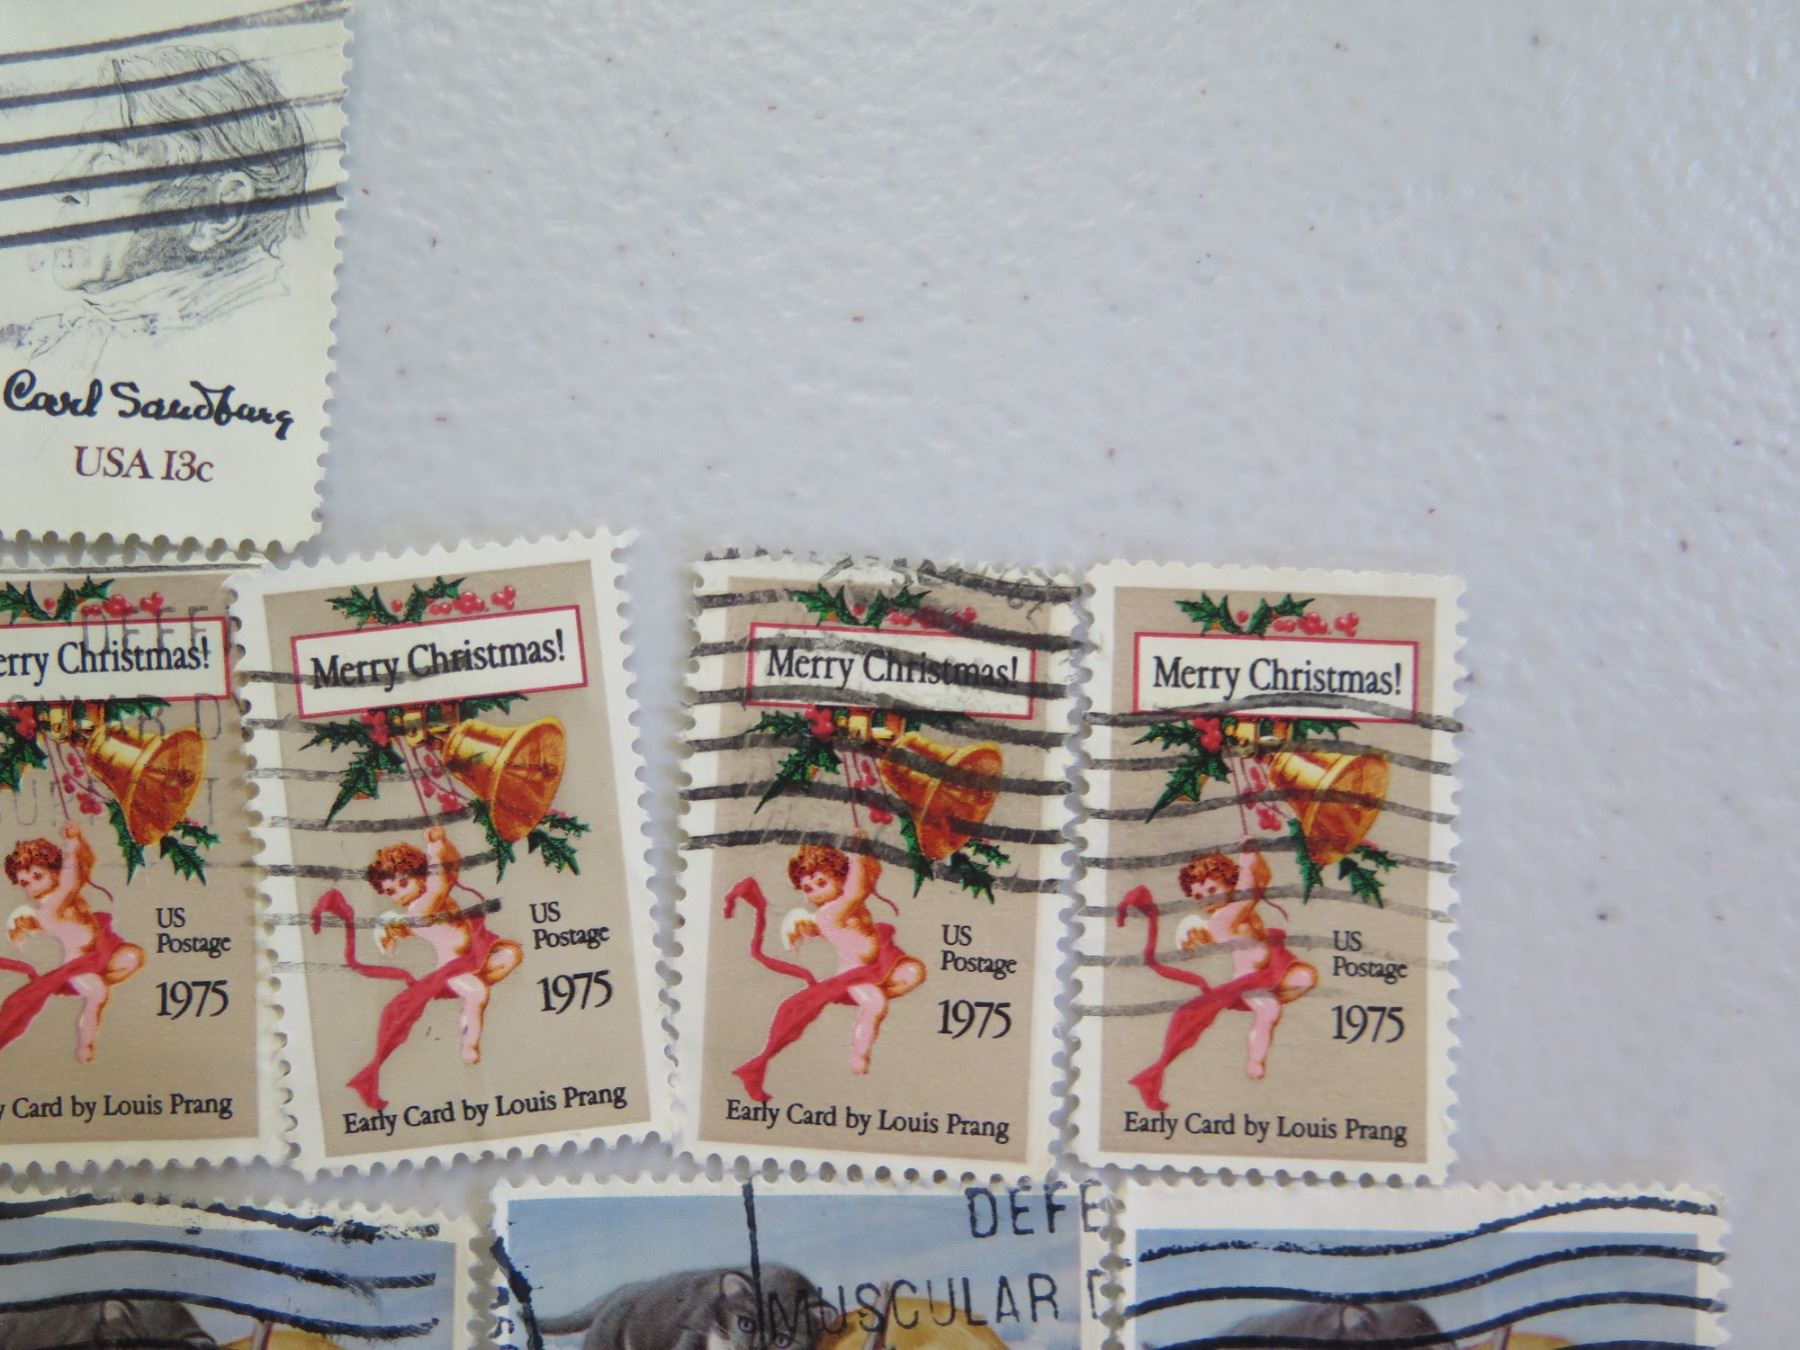 Carl Sandburg
USA 13c
DEFE
erry Christmas!
SCULAR D
US
Postage
1975
Card by Louis Prang
Merry Christmas!
US
Postage
1975
Early Card by Louis Prang
Merry Christmas!
US
Postage
1975
Early Card by Louis Prang
Merry Christmas!
US
Postage
1975
Early Card by Louis Prang
DEFE
MUSCULAR D